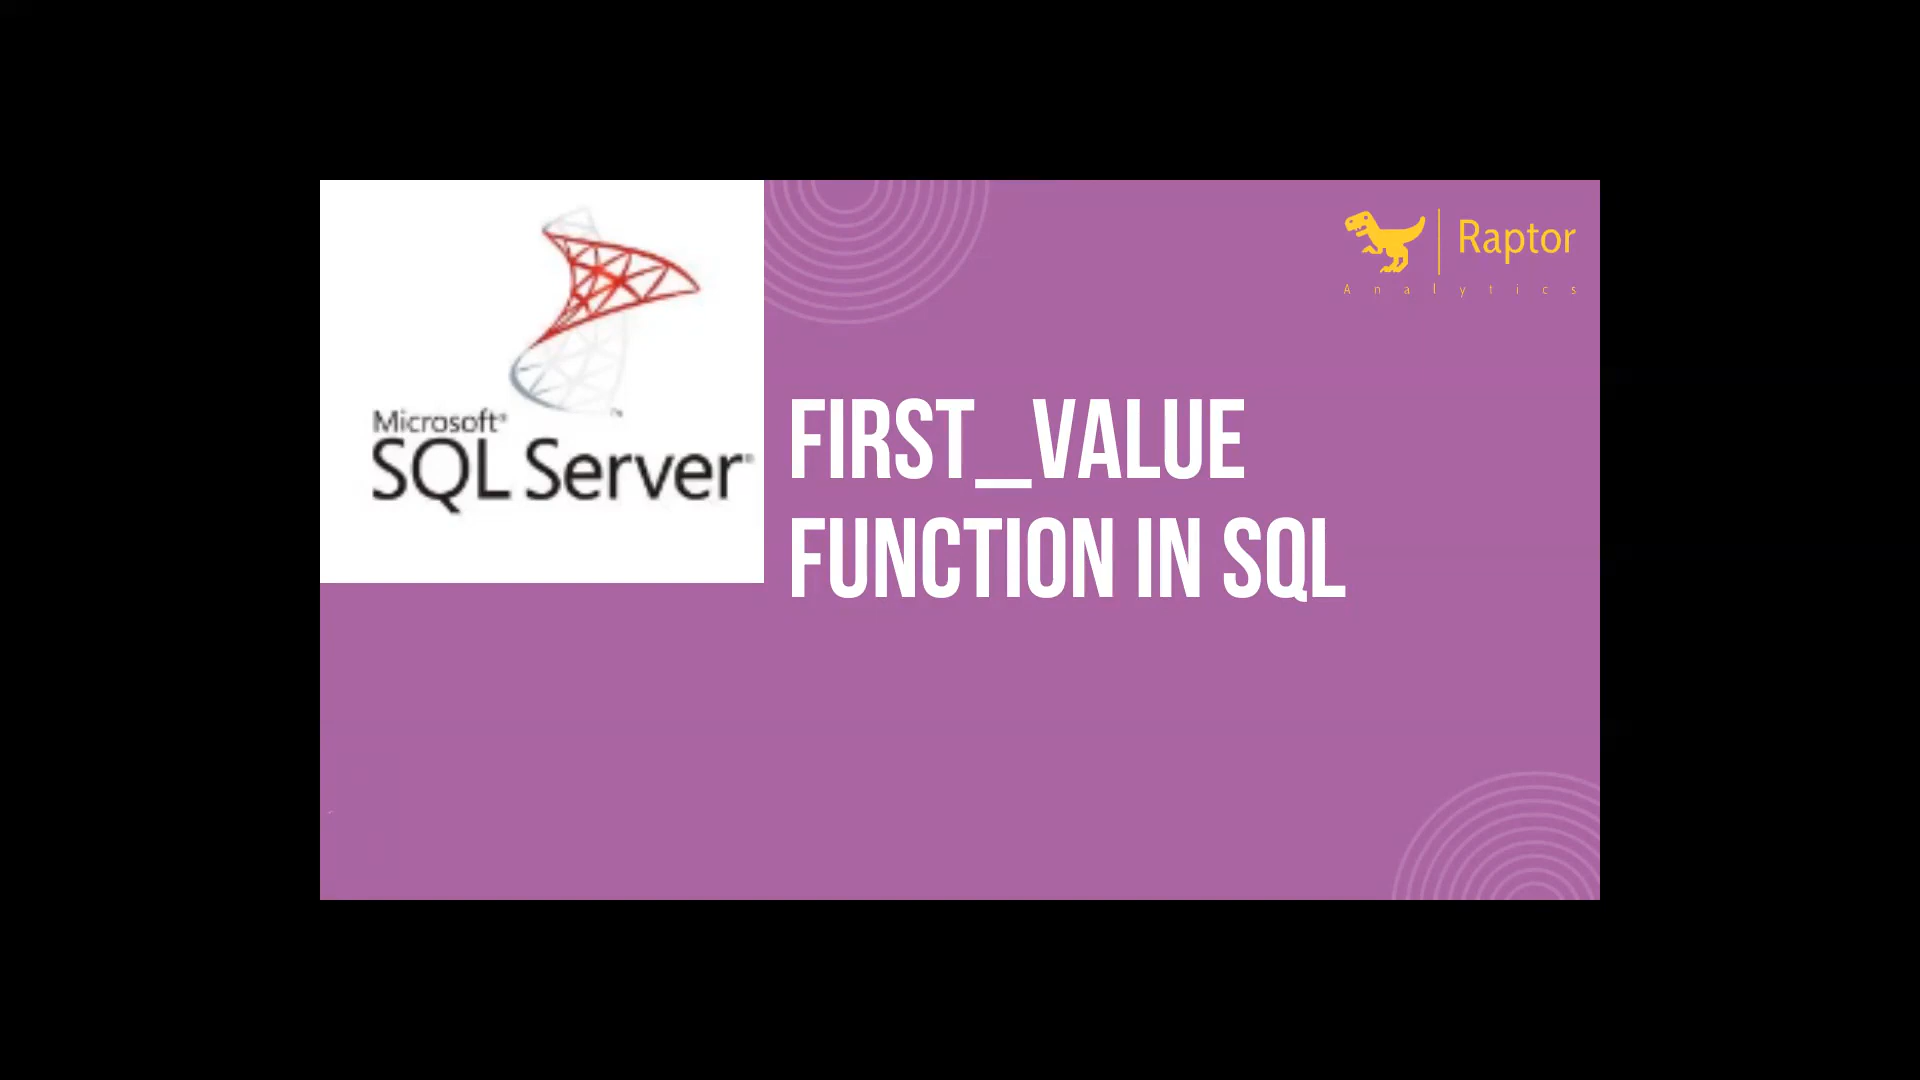 Microsoft®
SQL Server®
Raptor
Analytics
FIRST_VALUE
FUNCTION IN SQL